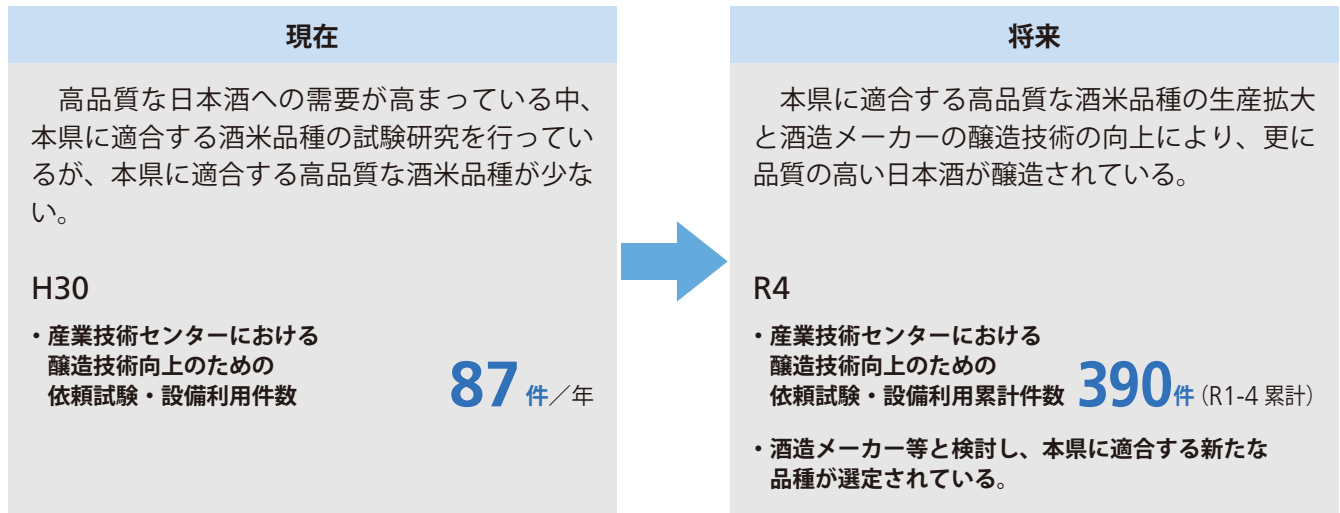 現在
高品質な日本酒への需要が高まっている中、
本県に適合する酒米品種の試験研究を行ってい
るが、本県に適合する高品質な酒米品種が少な
い。
H30
・産業技術センターにおける
醸造技術向上のための
依頼試験・設備利用件数 87件／年
将来
本県に適合する高品質な酒米品種の生産拡大
と酒造メーカーの醸造技術の向上により、更に
品質の高い日本酒が醸造されている。
R4
・産業技術センターにおける
醸造技術向上のための
依頼試験・設備利用累計件数 390件（R1-4 累計）
・酒造メーカー等と検討し、本県に適合する新たな
品種が選定されている。